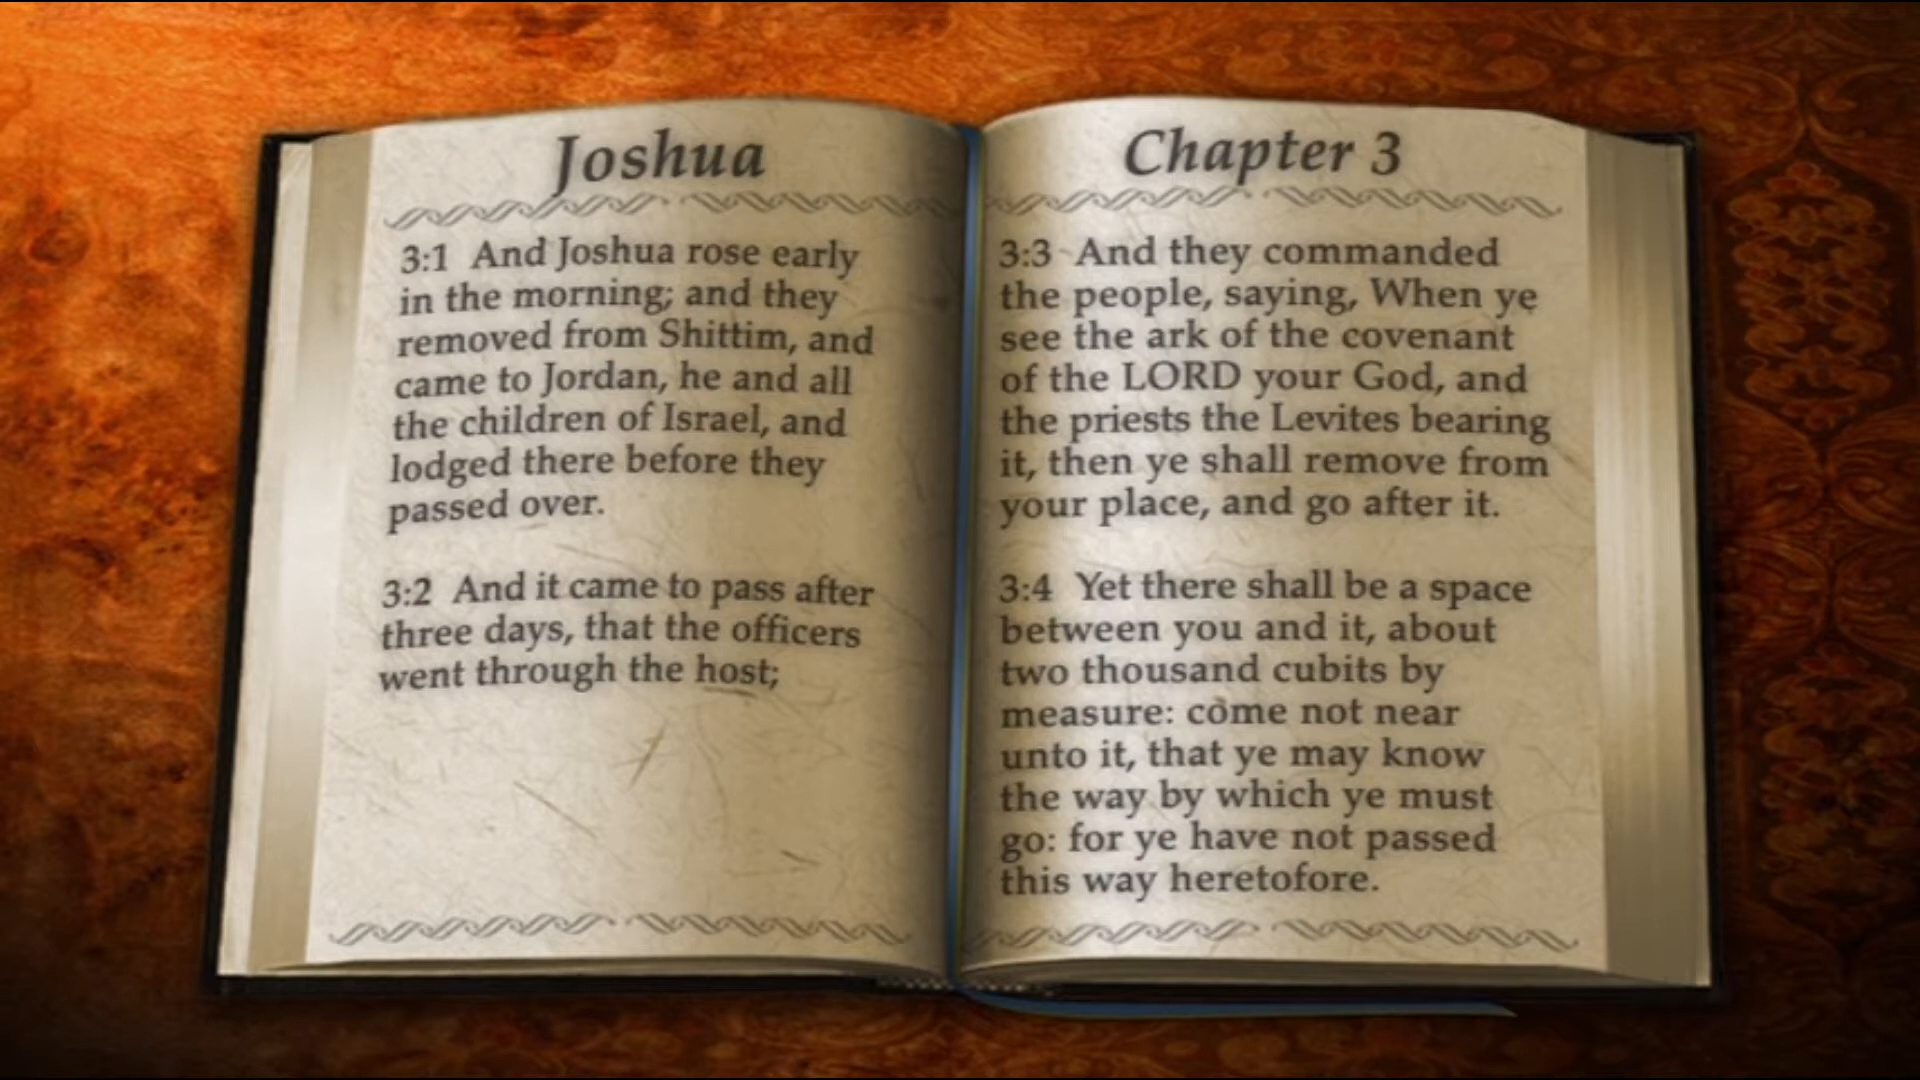 Joshua
3:1 And Joshua rose early
in the morning; and they
removed from Shittim, and
came to Jordan, he and all
the children of Israel, and
lodged there before they
passed over.
3:2 And it came to pass after
three days, that the officers
went through the host;
Chapter 3
3:3 And they commanded
the people, saying, When ye
see the ark of the covenant
of the LORD your God, and
the priests the Levites bearing
it, then ye shall remove from
your place, and go after it.
3:4 Yet there shall be a space
between you and it, about
two thousand cubits by
measure: come not near
unto it, that ye may know
the way by which ye must
go: for ye have not passed
this way heretofore.